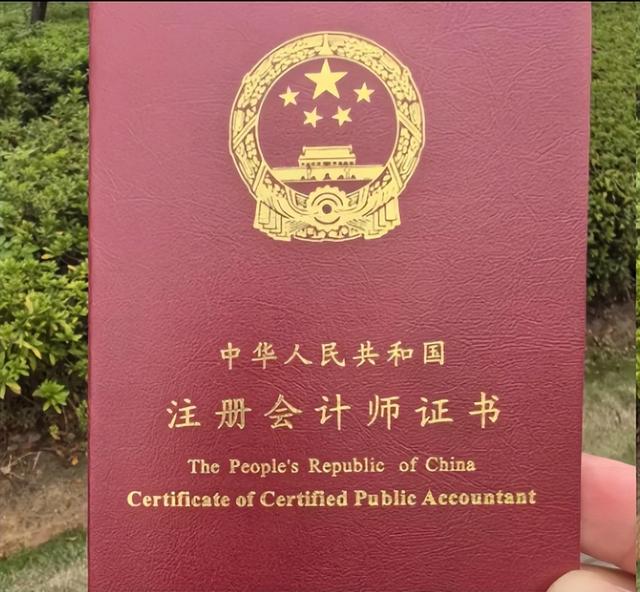 中华人民共和国
注册会计师证书
The People's Republic of China
Certificate of Certified Public Accountant